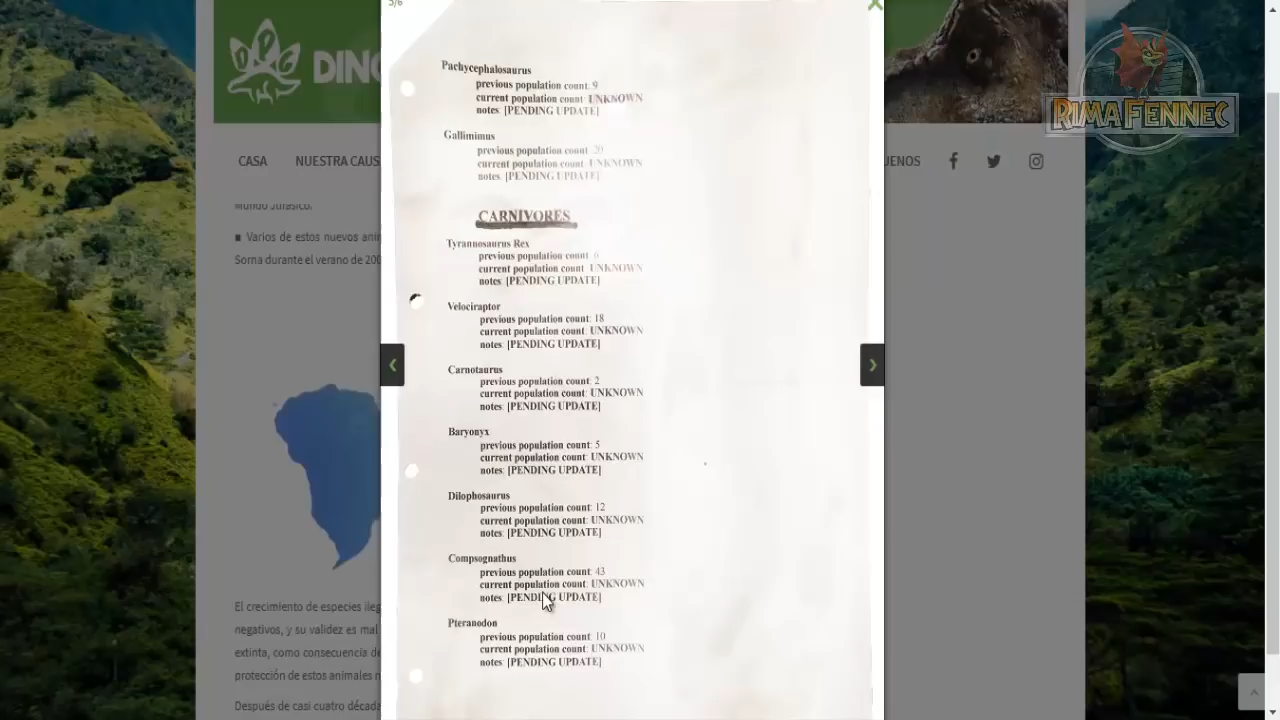 5/6
DINO
RIMA FENNEC
CASA NUESTRA CAUS
UENOS
Mundo Jurásico.
■ Varios de estos nuevos ani
Sorna durante el verano de 200
Pachycephalosaurus
previous population count: 9
current population count: UNKNOWN
notes: [PENDING UPDATE]
Gallimimus
previous population count: 20
current population count: UNKNOWN
notes: [PENDING UPDATE]
CARNIVORES
Tyrannosaurus Rex
previous population count: 6
current population count: UNKNOWN
notes: [PENDING UPDATE]
Velociraptor
previous population count: 18
current population count: UNKNOWN
notes: [PENDING UPDATE]
Carnotaurus
previous population count: 2
current population count: UNKNOWN
notes: [PENDING UPDATE]
Baryonyx
previous population count: 5
current population count: UNKNOWN
notes: [PENDING UPDATE]
Dilophosaurus
previous population count: 12
current population count: UNKNOWN
notes: [PENDING UPDATE]
Compsognathus
previous population count: 43
current population count: UNKNOWN
notes: [PENDING UPDATE]
Pteranodon
previous population count: 10
current population count: UNKNOWN
notes: [PENDING UPDATE]
El crecimiento de especies ileg
negativos, y su validez es mal
extinta, como consecuencia de
protección de estos animales n
Después de casi cuatro década